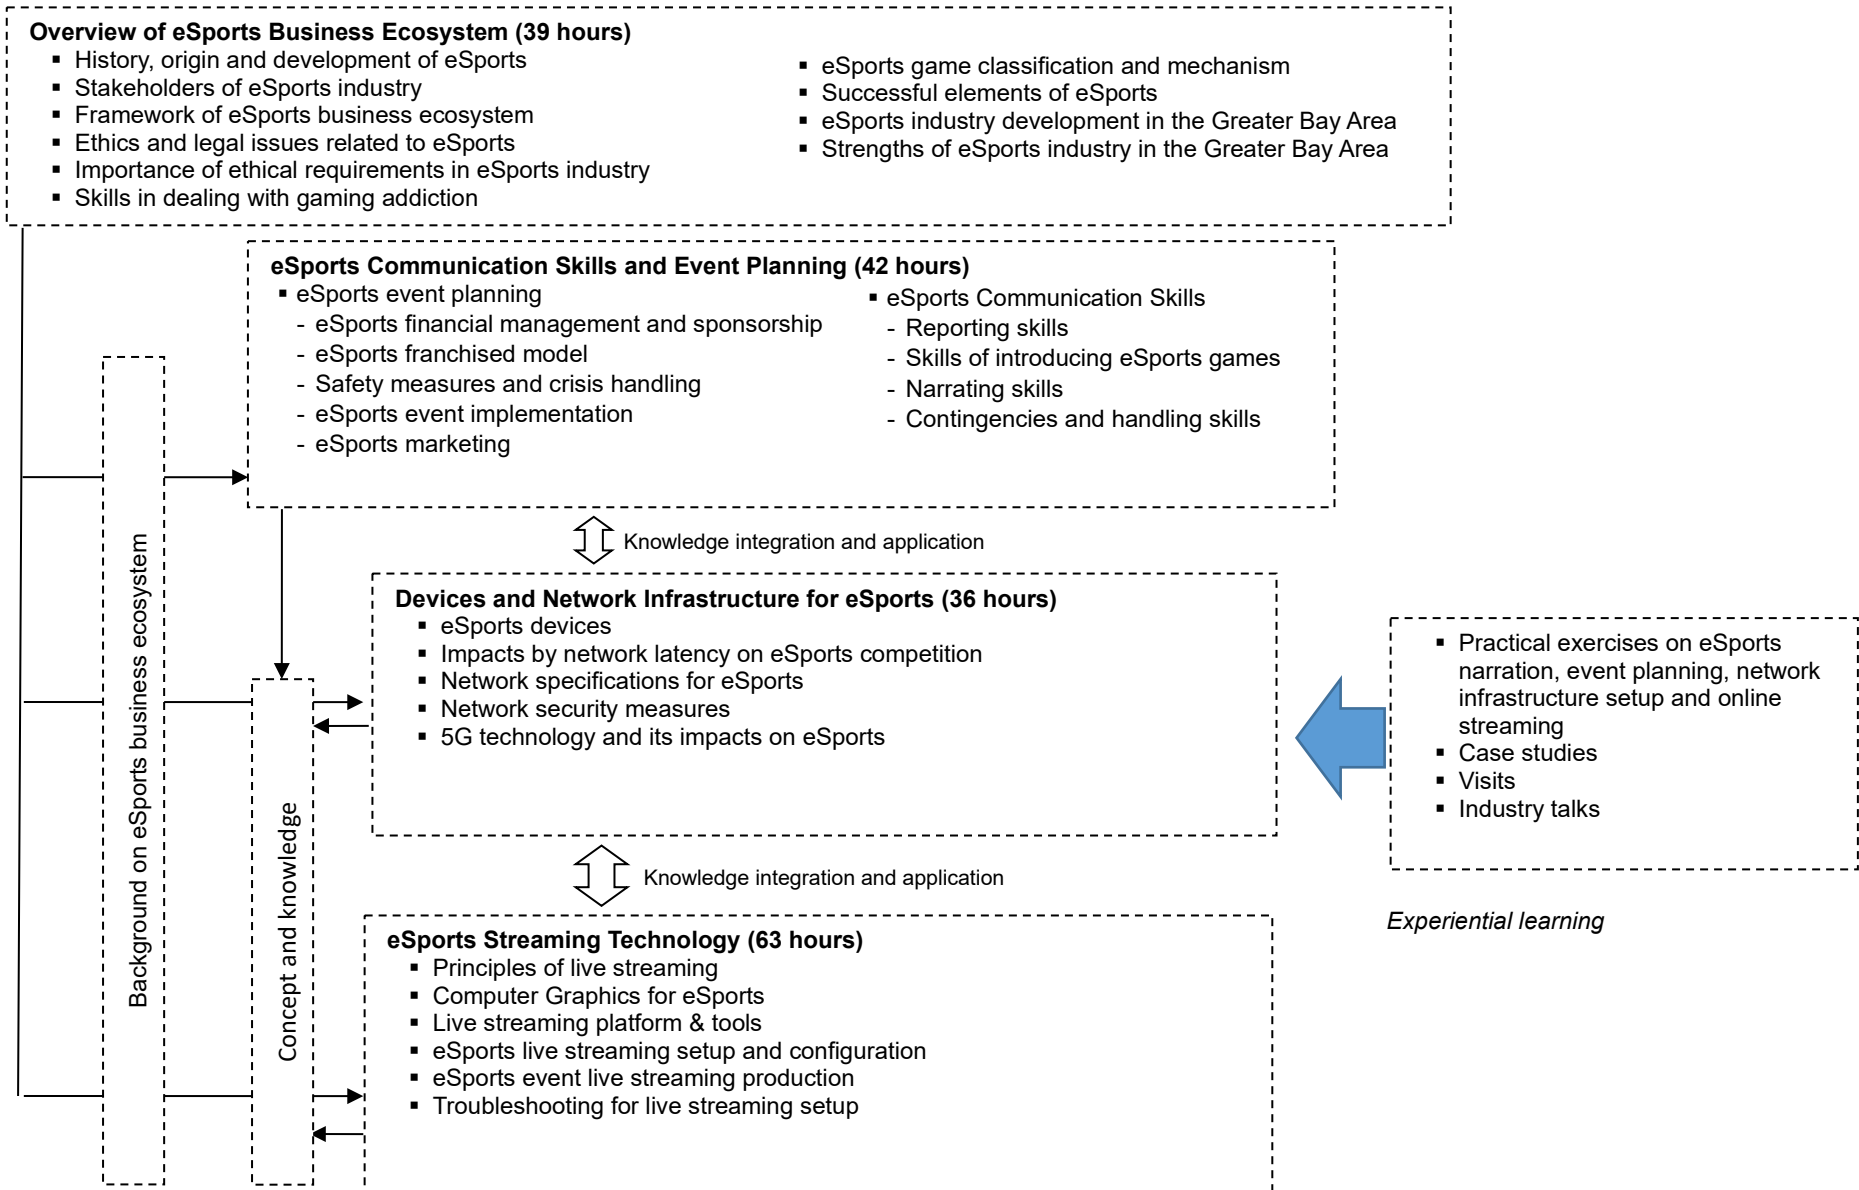 Overview of eSports Business Ecosystem (39 hours)
▪ History, origin and development of eSports
▪ Stakeholders of eSports industry
▪ Framework of eSports business ecosystem
▪ Ethics and legal issues related to eSports
▪ Importance of ethical requirements in eSports industry
▪ Skills in dealing with gaming addiction
▪ eSports game classification and mechanism
▪ Successful elements of eSports
▪ eSports industry development in the Greater Bay Area
▪ Strengths of eSports industry in the Greater Bay Area
eSports Communication Skills and Event Planning (42 hours)
▪ eSports event planning
- eSports financial management and sponsorship
- eSports franchised model
- Safety measures and crisis handling
- eSports event implementation
- eSports marketing
▪ eSports Communication Skills
- Reporting skills
- Skills of introducing eSports games
- Narrating skills
- Contingencies and handling skills
Background on eSports business ecosystem
Knowledge integration and application
Concept and knowledge
Devices and Network Infrastructure for eSports (36 hours)
▪ eSports devices
▪ Impacts by network latency on eSports competition
▪ Network specifications for eSports
▪ Network security measures
▪ 5G technology and its impacts on eSports
▪ Practical exercises on eSports
narration, event planning, network
infrastructure setup and online
streaming
▪ Case studies
▪ Visits
▪ Industry talks
Experiential learning
Knowledge integration and application
eSports Streaming Technology (63 hours)
▪ Principles of live streaming
▪ Computer Graphics for eSports
▪ Live streaming platform & tools
▪ eSports live streaming setup and configuration
▪ eSports event live streaming production
▪ Troubleshooting for live streaming setup